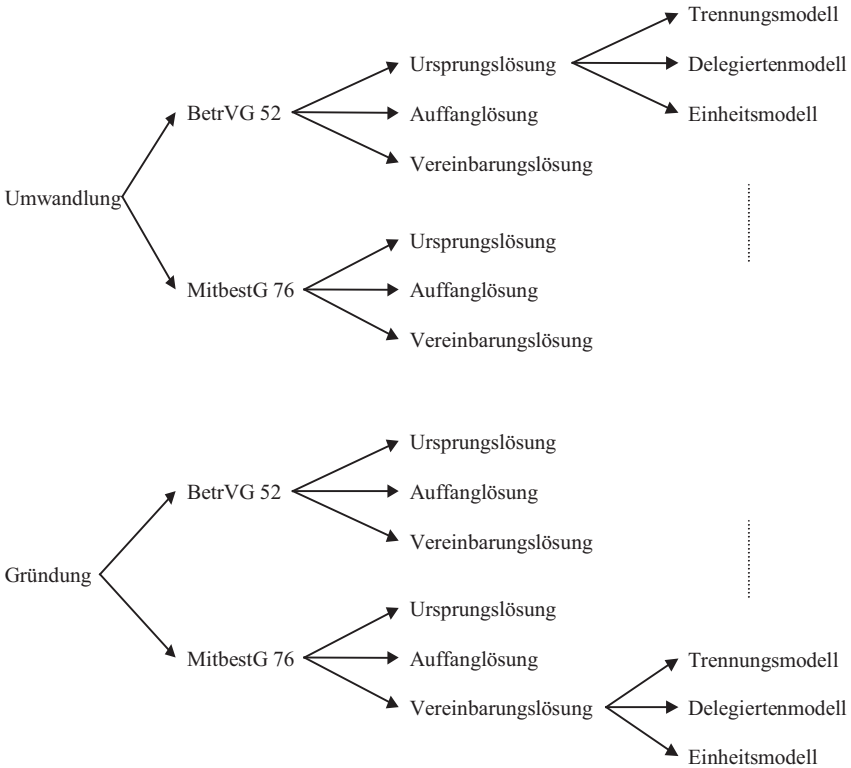 Trennungsmodell
Ursprungslösung Delegiertenmodell
BetrVG 52 Auffanglösung Einheitsmodell
Vereinbarungslösung
Umwandlung
Ursprungslösung
MitbestG 76 Auffanglösung
Vereinbarungslösung
Ursprungslösung
BetrVG 52 Auffanglösung
Vereinbarungslösung
Gründung
Ursprungslösung
MitbestG 76 Auffanglösung Trennungsmodell
Vereinbarungslösung Delegiertenmodell
Einheitsmodell